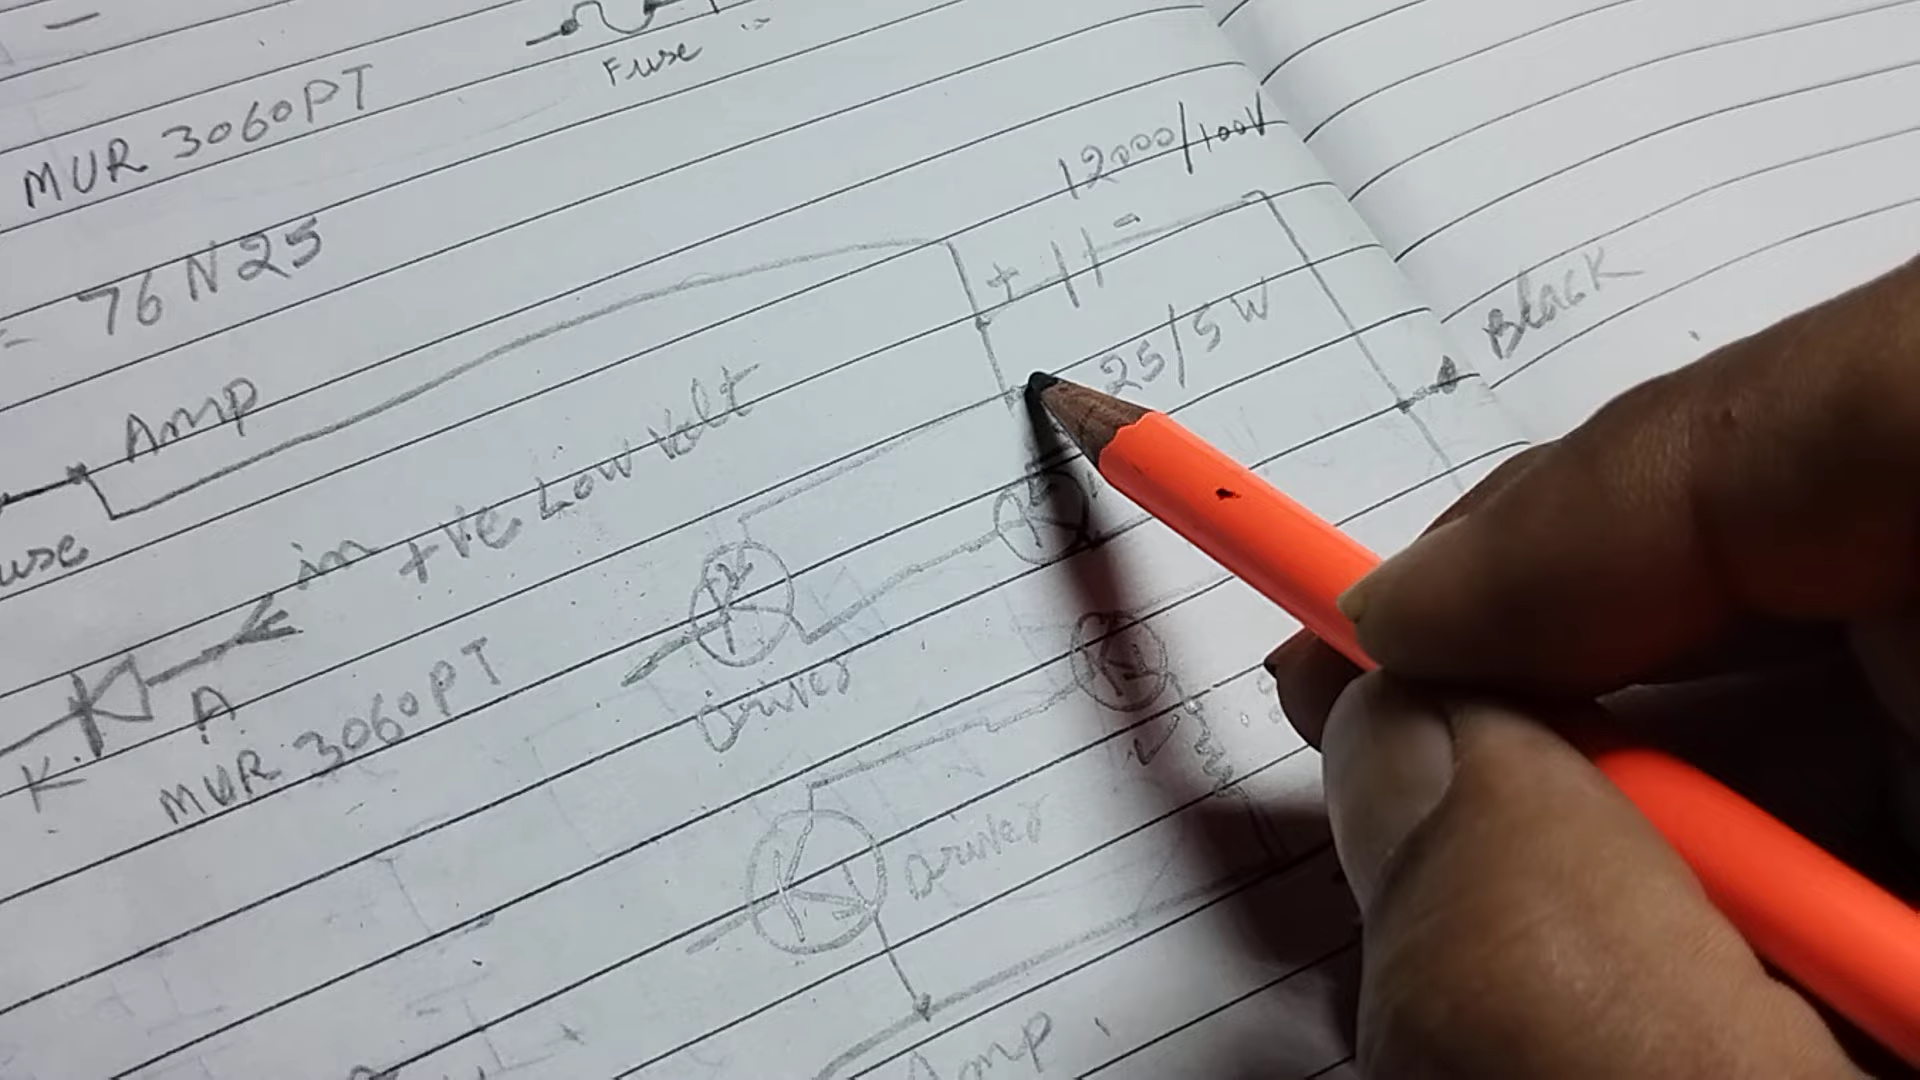 Fuse
MUR 3060PT
12000/100V
= 76N25
+ -
Black
25/5W
Amp
in +ve Low Volt
K A
MUR 3060PT
Driver
Driver
Amp